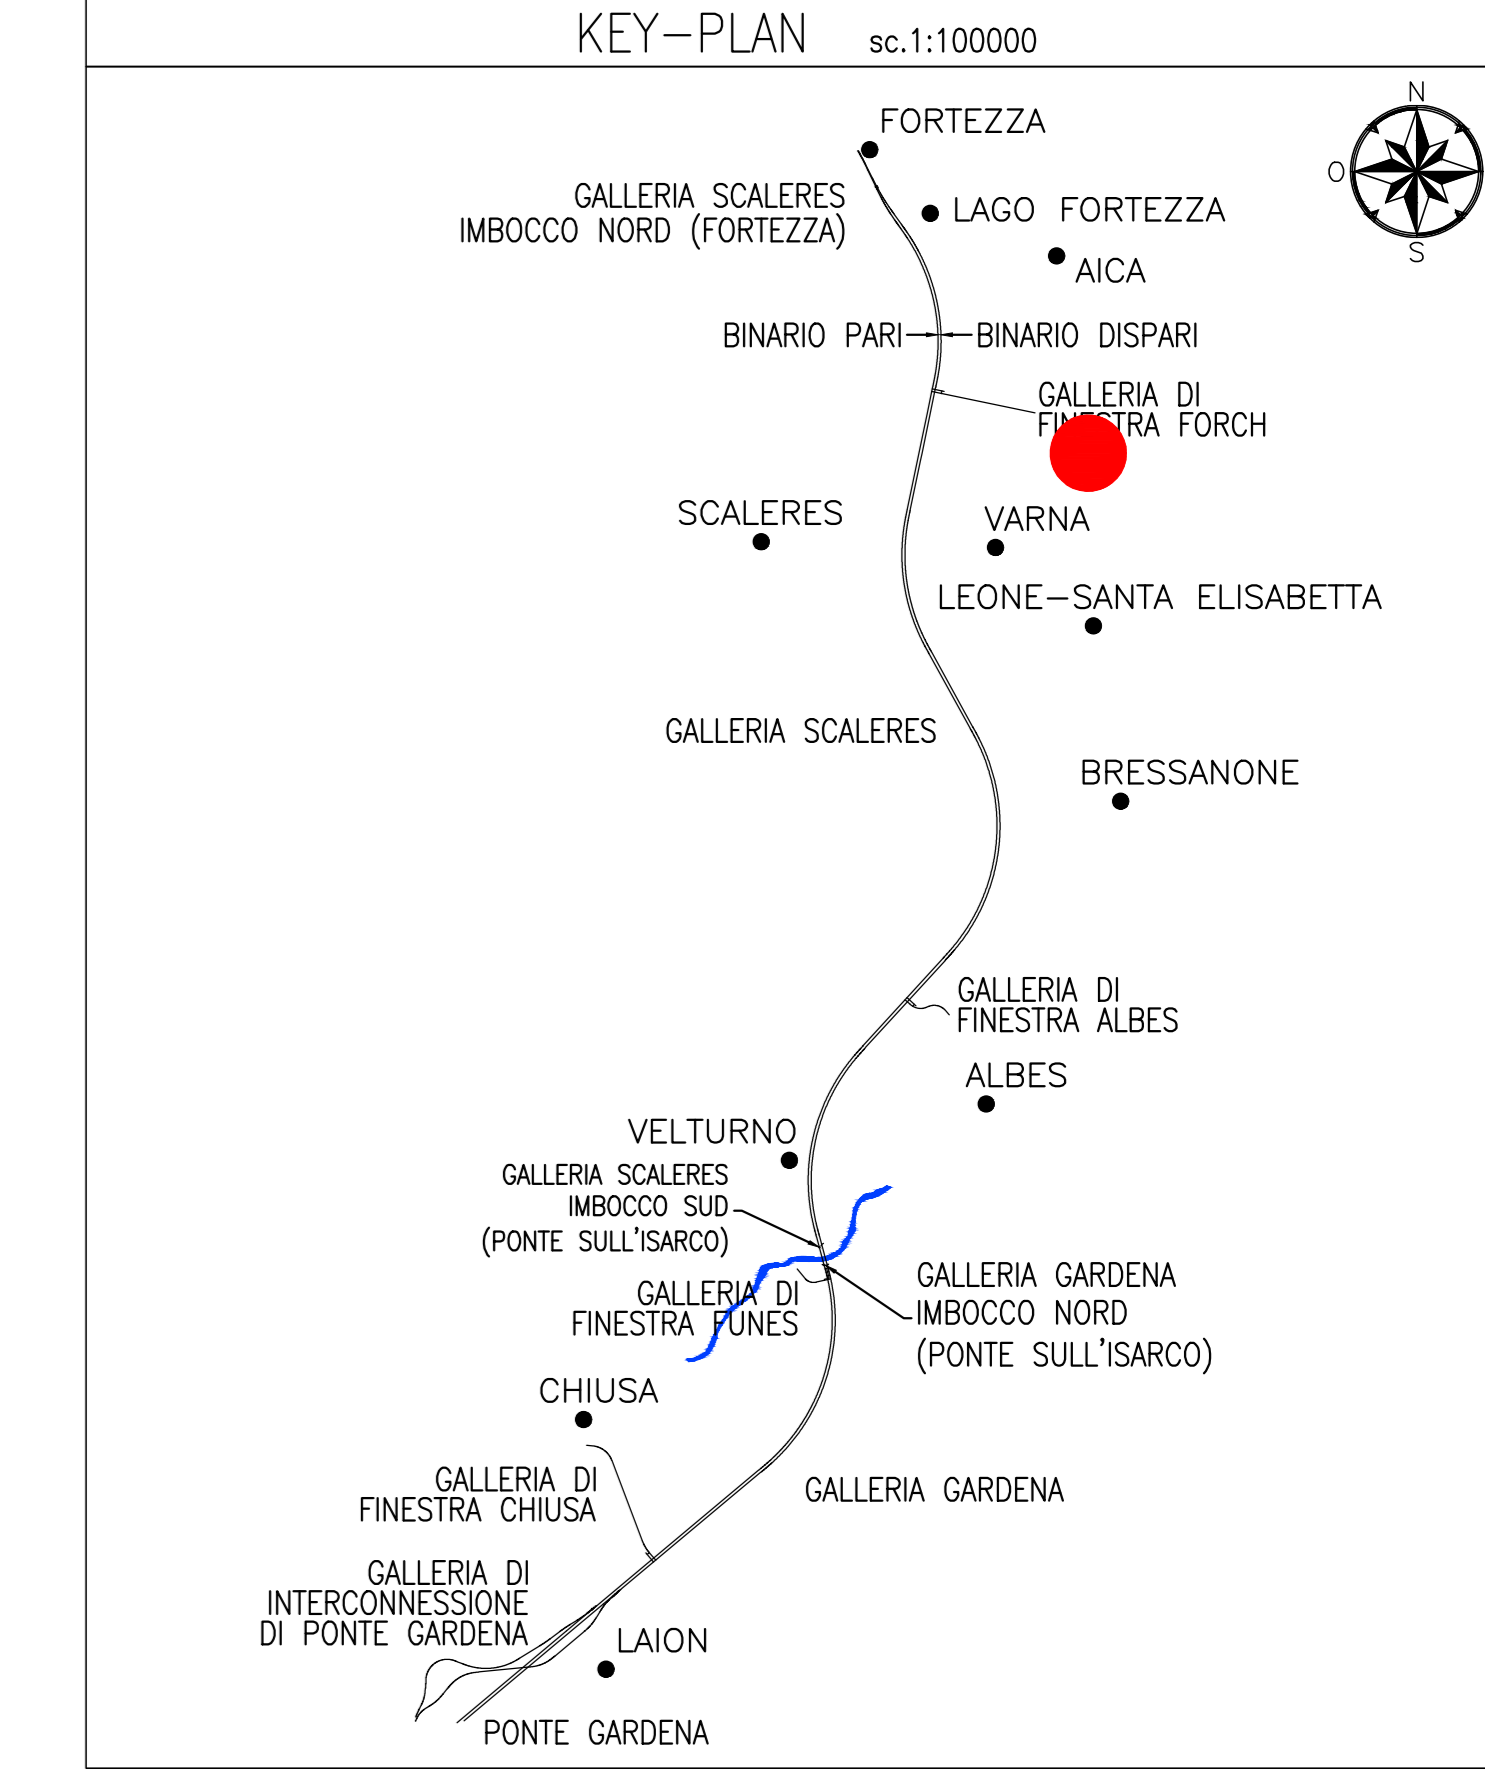 KEY-PLAN sc.1:100000
N
O
S
FORTEZZA
GALLERIA SCALERES
IMBOCCO NORD (FORTEZZA)
LAGO FORTEZZA
AICA
BINARIO PARI
BINARIO DISPARI
GALLERIA DI
FINESTRA FORCH
SCALERES
VARNA
LEONE-SANTA ELISABETTA
GALLERIA SCALERES
BRESSANONE
GALLERIA DI
FINESTRA ALBES
ALBES
VELTURNO
GALLERIA SCALERES
IMBOCCO SUD
(PONTE SULL'ISARCO)
GALLERIA DI
FINESTRA FUNES
GALLERIA GARDENA
IMBOCCO NORD
(PONTE SULL'ISARCO)
CHIUSA
GALLERIA DI
FINESTRA CHIUSA
GALLERIA GARDENA
GALLERIA DI
INTERCONNESSIONE
DI PONTE GARDENA
LAION
PONTE GARDENA